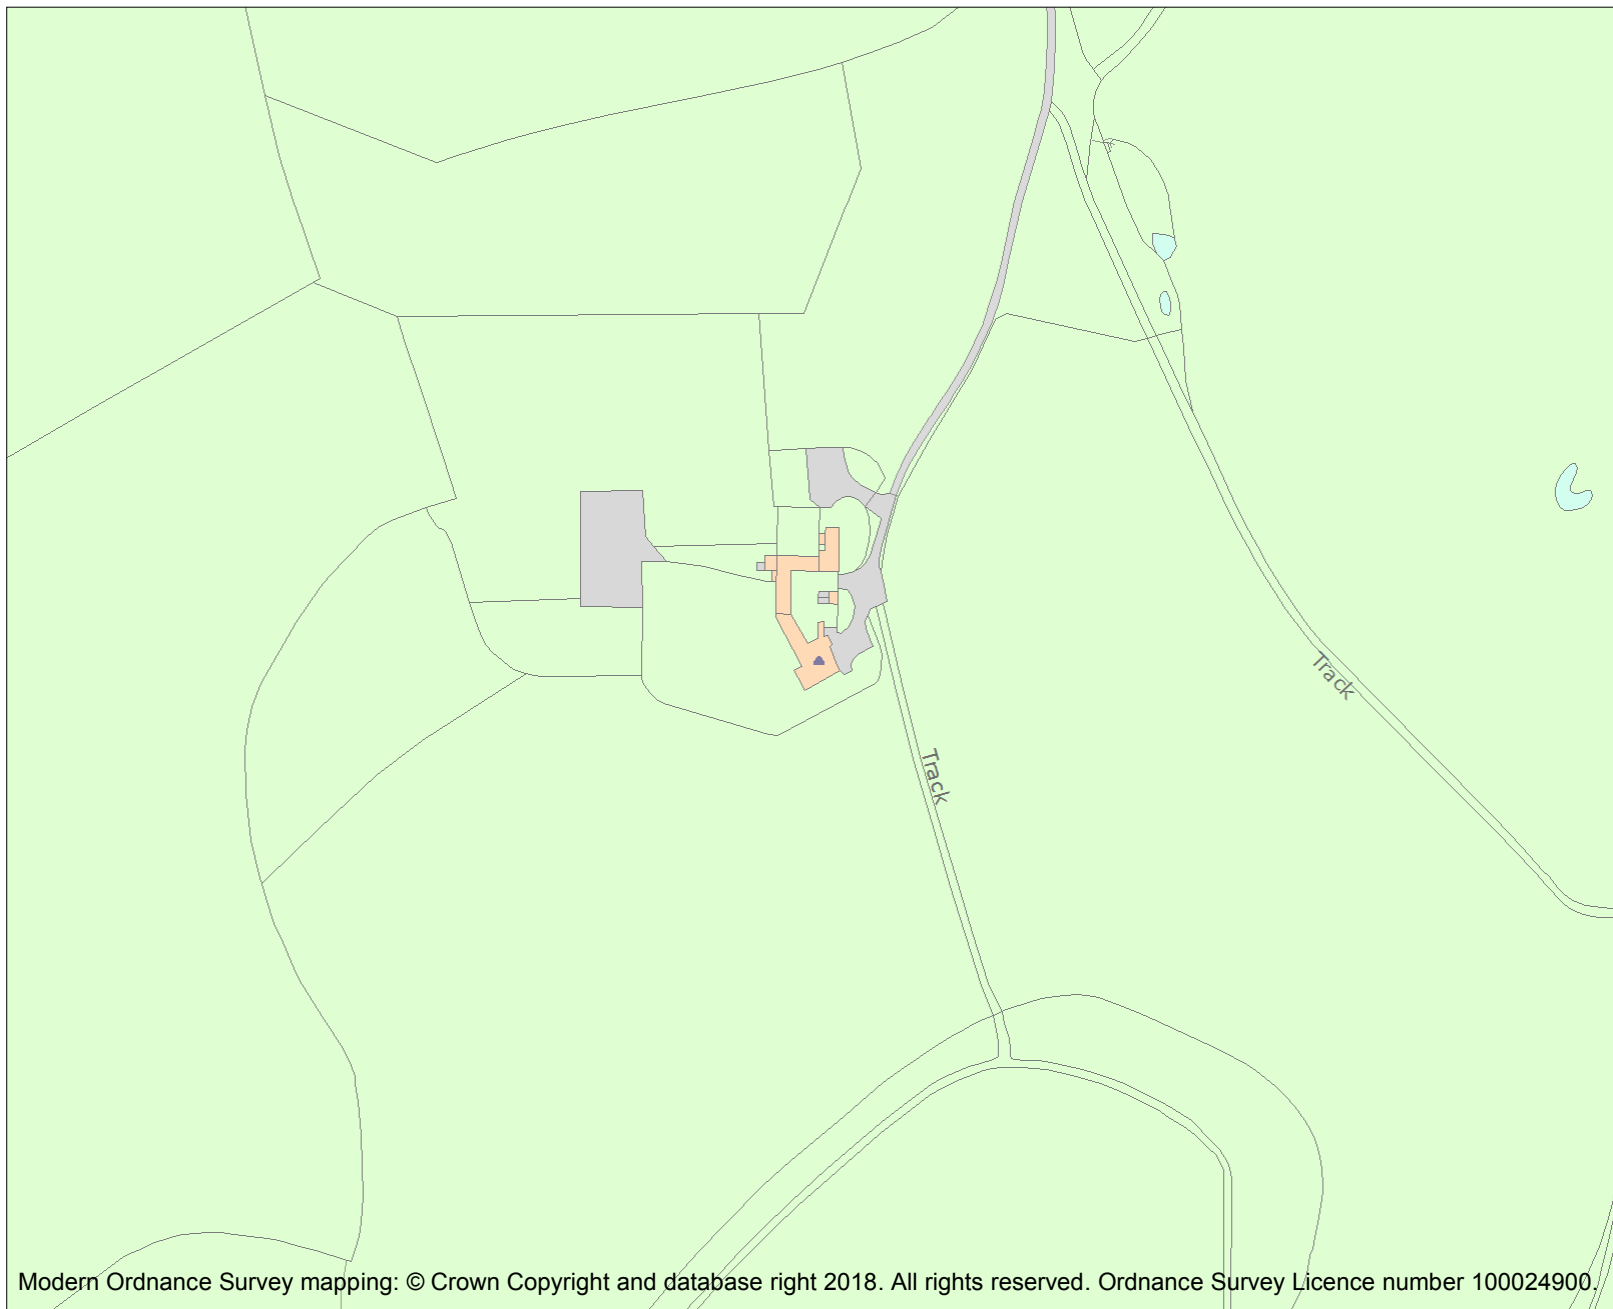 Track
Track
Modern Ordnance Survey mapping: © Crown Copyright and database right 2018. All rights reserved. Ordnance Survey Licence number 100024900.